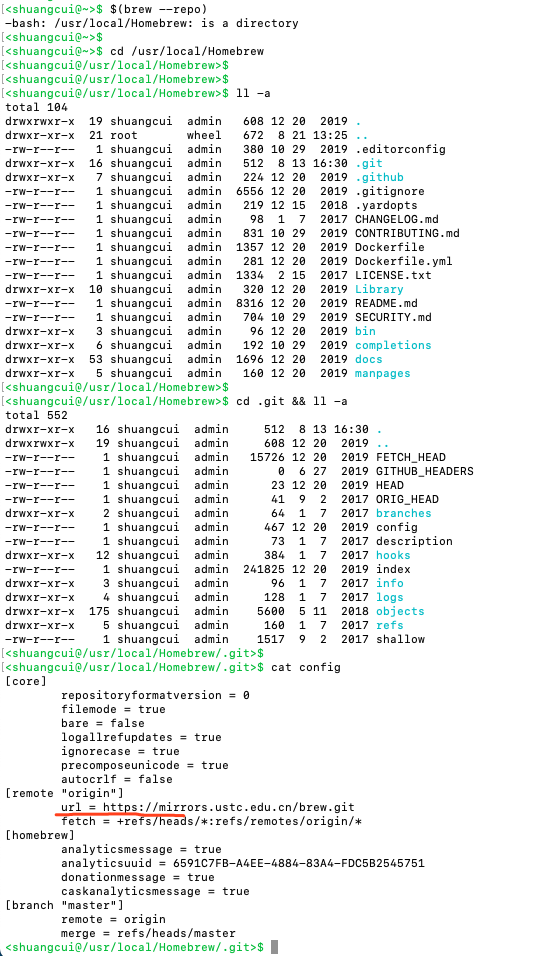 [<shuangcui@~>$ $(brew --repo)
-bash: /usr/local/Homebrew: is a directory
[<shuangcui@~>$
[<shuangcui@~>$ cd /usr/local/Homebrew
[<shuangcui@/usr/local/Homebrew>$
[<shuangcui@/usr/local/Homebrew>$
[<shuangcui@/usr/local/Homebrew>$ ll -a
total 104
drwxrwxr-x  19 shuangcui  admin   608 12 20  2019 .
drwxr-xr-x  21 root       wheel   672  8 21 13:25 ..
-rw-r--r--   1 shuangcui  admin   380 10 29  2019 .editorconfig
drwxr-xr-x  16 shuangcui  admin   512  8 13 16:30 .git
drwxr-xr-x   7 shuangcui  admin   224 12 20  2019 .github
-rw-r--r--   1 shuangcui  admin  6556 12 20  2019 .gitignore
-rw-r--r--   1 shuangcui  admin   219 12 15  2018 .yardopts
-rw-r--r--   1 shuangcui  admin    98  1  7  2017 CHANGELOG.md
-rw-r--r--   1 shuangcui  admin   831 10 29  2019 CONTRIBUTING.md
-rw-r--r--   1 shuangcui  admin  1357 12 20  2019 Dockerfile
-rw-r--r--   1 shuangcui  admin   281 12 20  2019 Dockerfile.yml
-rw-r--r--   1 shuangcui  admin  1334  2 15  2017 LICENSE.txt
drwxr-xr-x  10 shuangcui  admin   320 12 20  2019 Library
-rw-r--r--   1 shuangcui  admin  8316 12 20  2019 README.md
-rw-r--r--   1 shuangcui  admin   704 10 29  2019 SECURITY.md
drwxr-xr-x   3 shuangcui  admin    96 12 20  2019 bin
drwxr-xr-x   6 shuangcui  admin   192 10 29  2019 completions
drwxr-xr-x  53 shuangcui  admin  1696 12 20  2019 docs
drwxr-xr-x   5 shuangcui  admin   160 12 20  2019 manpages
[<shuangcui@/usr/local/Homebrew>$
[<shuangcui@/usr/local/Homebrew>$ cd .git && ll -a
total 552
drwxr-xr-x   16 shuangcui  admin     512  8 13 16:30 .
drwxrwxr-x   19 shuangcui  admin     608 12 20  2019 ..
-rw-r--r--    1 shuangcui  admin   15726 12 20  2019 FETCH_HEAD
-rw-r--r--    1 shuangcui  admin       0  6 27  2019 GITHUB_HEADERS
-rw-r--r--    1 shuangcui  admin      23 12 20  2019 HEAD
-rw-r--r--    1 shuangcui  admin      41  9  2  2017 ORIG_HEAD
drwxr-xr-x    2 shuangcui  admin      64  1  7  2017 branches
-rw-r--r--    1 shuangcui  admin     467 12 20  2019 config
-rw-r--r--    1 shuangcui  admin      73  1  7  2017 description
drwxr-xr-x   12 shuangcui  admin     384  1  7  2017 hooks
-rw-r--r--    1 shuangcui  admin  241825 12 20  2019 index
drwxr-xr-x    3 shuangcui  admin      96  1  7  2017 info
drwxr-xr-x    4 shuangcui  admin     128  1  7  2017 logs
drwxr-xr-x  175 shuangcui  admin    5600  5 11  2018 objects
drwxr-xr-x    5 shuangcui  admin     160  1  7  2017 refs
-rw-r--r--    1 shuangcui  admin    1517  9  2  2017 shallow
[<shuangcui@/usr/local/Homebrew/.git>$
[<shuangcui@/usr/local/Homebrew/.git>$ cat config
[core]
        repositoryformatversion = 0
        filemode = true
        bare = false
        logallrefupdates = true
        ignorecase = true
        precomposeunicode = true
        autocrlf = false
[remote "origin"]
        url = https://mirrors.ustc.edu.cn/brew.git
        fetch = +refs/heads/*:refs/remotes/origin/*
[homebrew]
        analyticsmessage = true
        analyticsuuid = 6591C7FB-A4EE-4884-83A4-FDC5B2545751
        donationmessage = true
        caskanalyticsmessage = true
[branch "master"]
        remote = origin
        merge = refs/heads/master
<shuangcui@/usr/local/Homebrew/.git>$